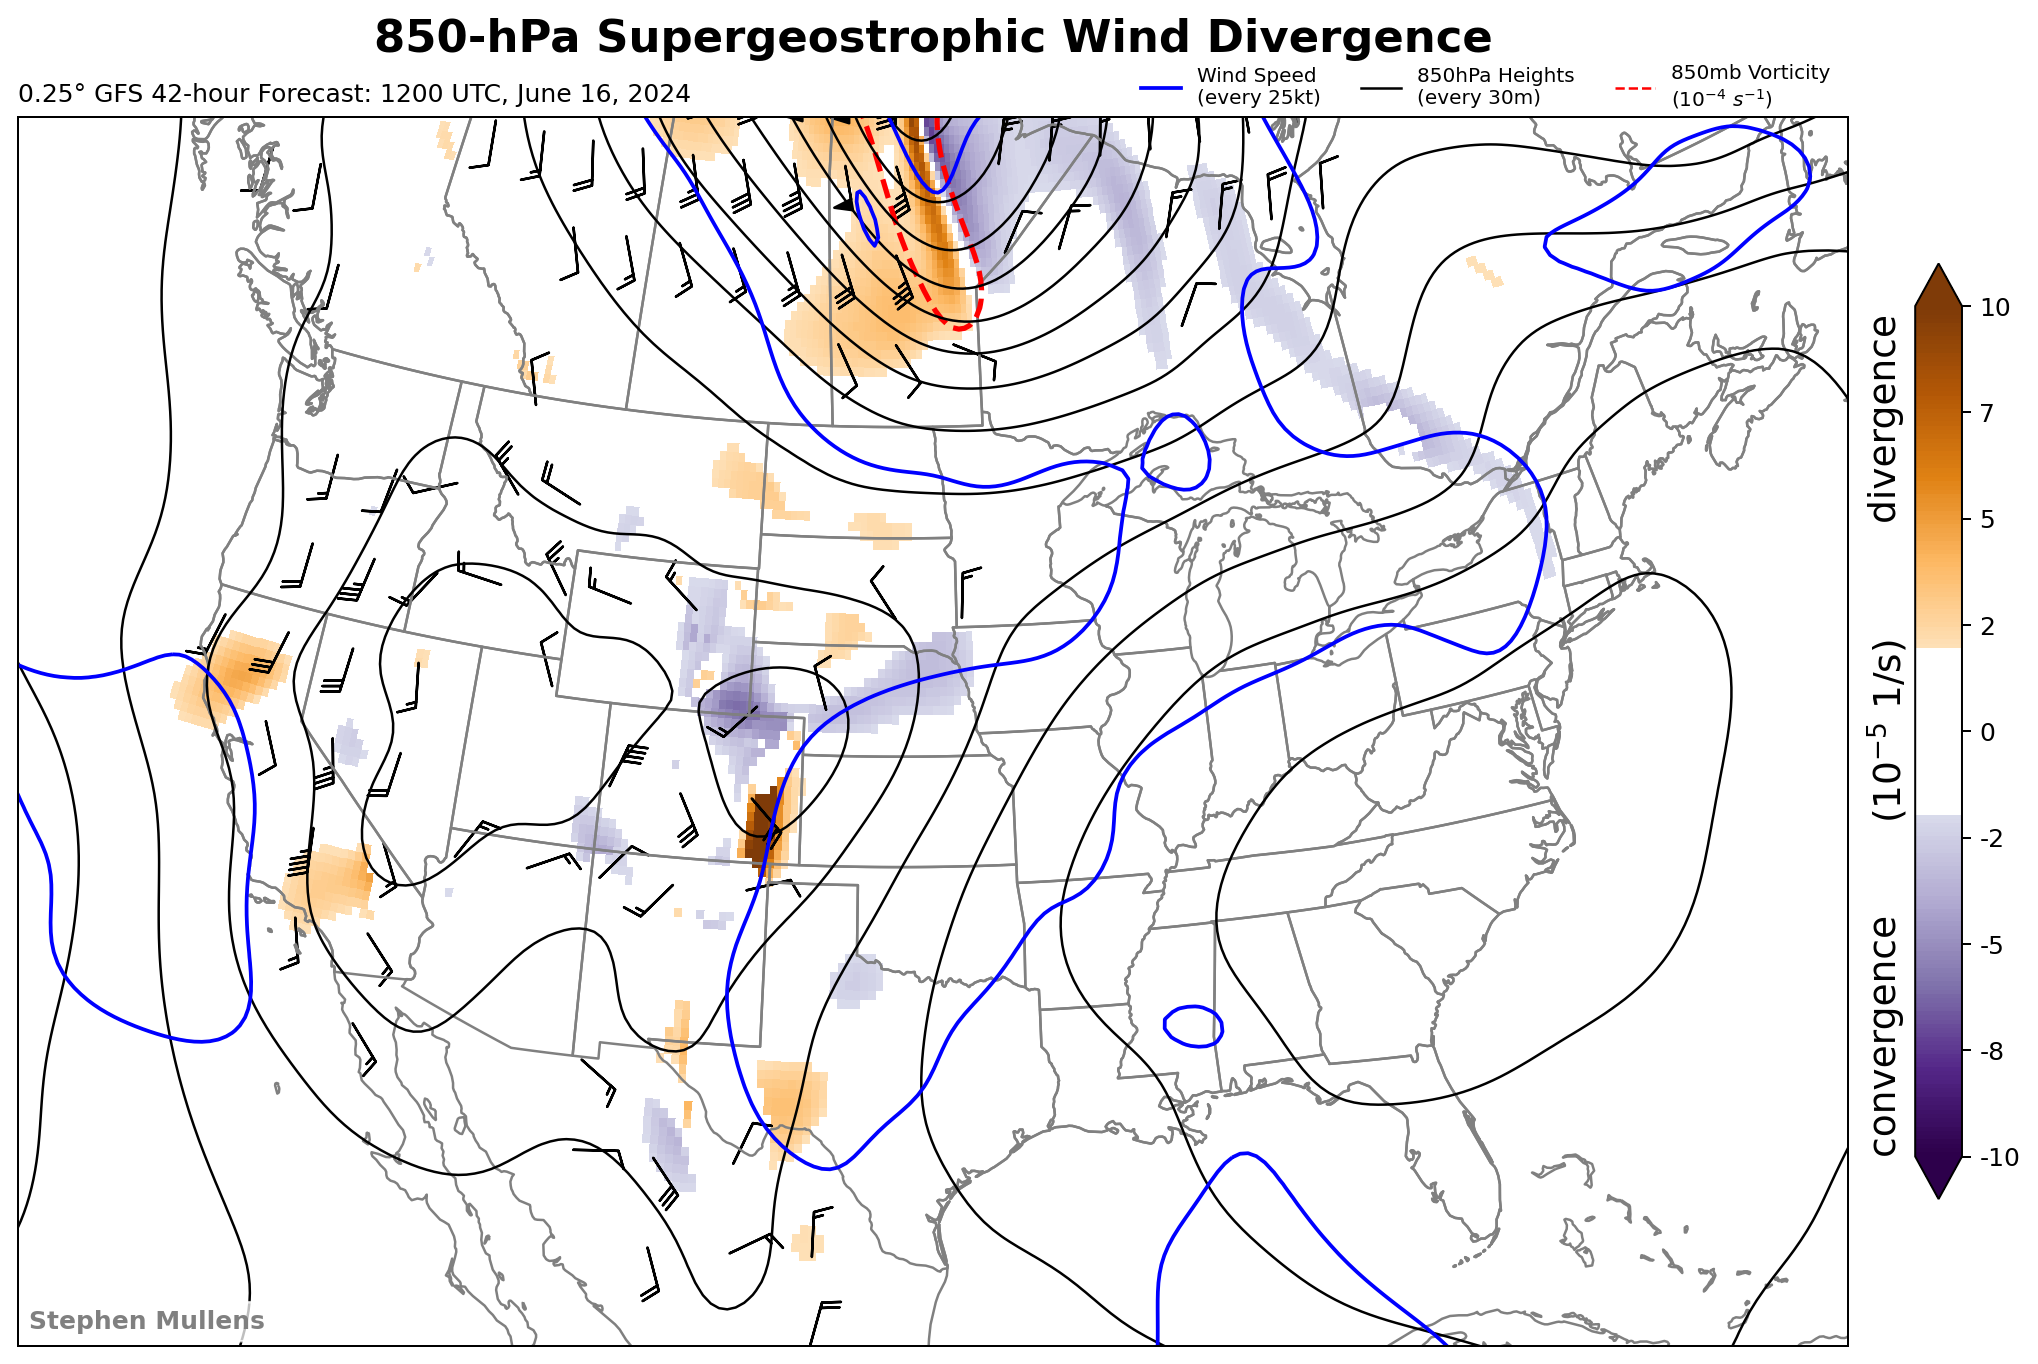 850-hPa Supergeostrophic Wind Divergence
0.25° GFS 42-hour Forecast: 1200 UTC, June 16, 2024
Wind Speed
(every 25kt)
850hPa Heights
(every 30m)
850mb Vorticity
(10⁻⁴ s⁻¹)
10
7
5
2
0
-2
-5
-8
-10
convergence (10⁻⁵ 1/s) divergence
Stephen Mullens